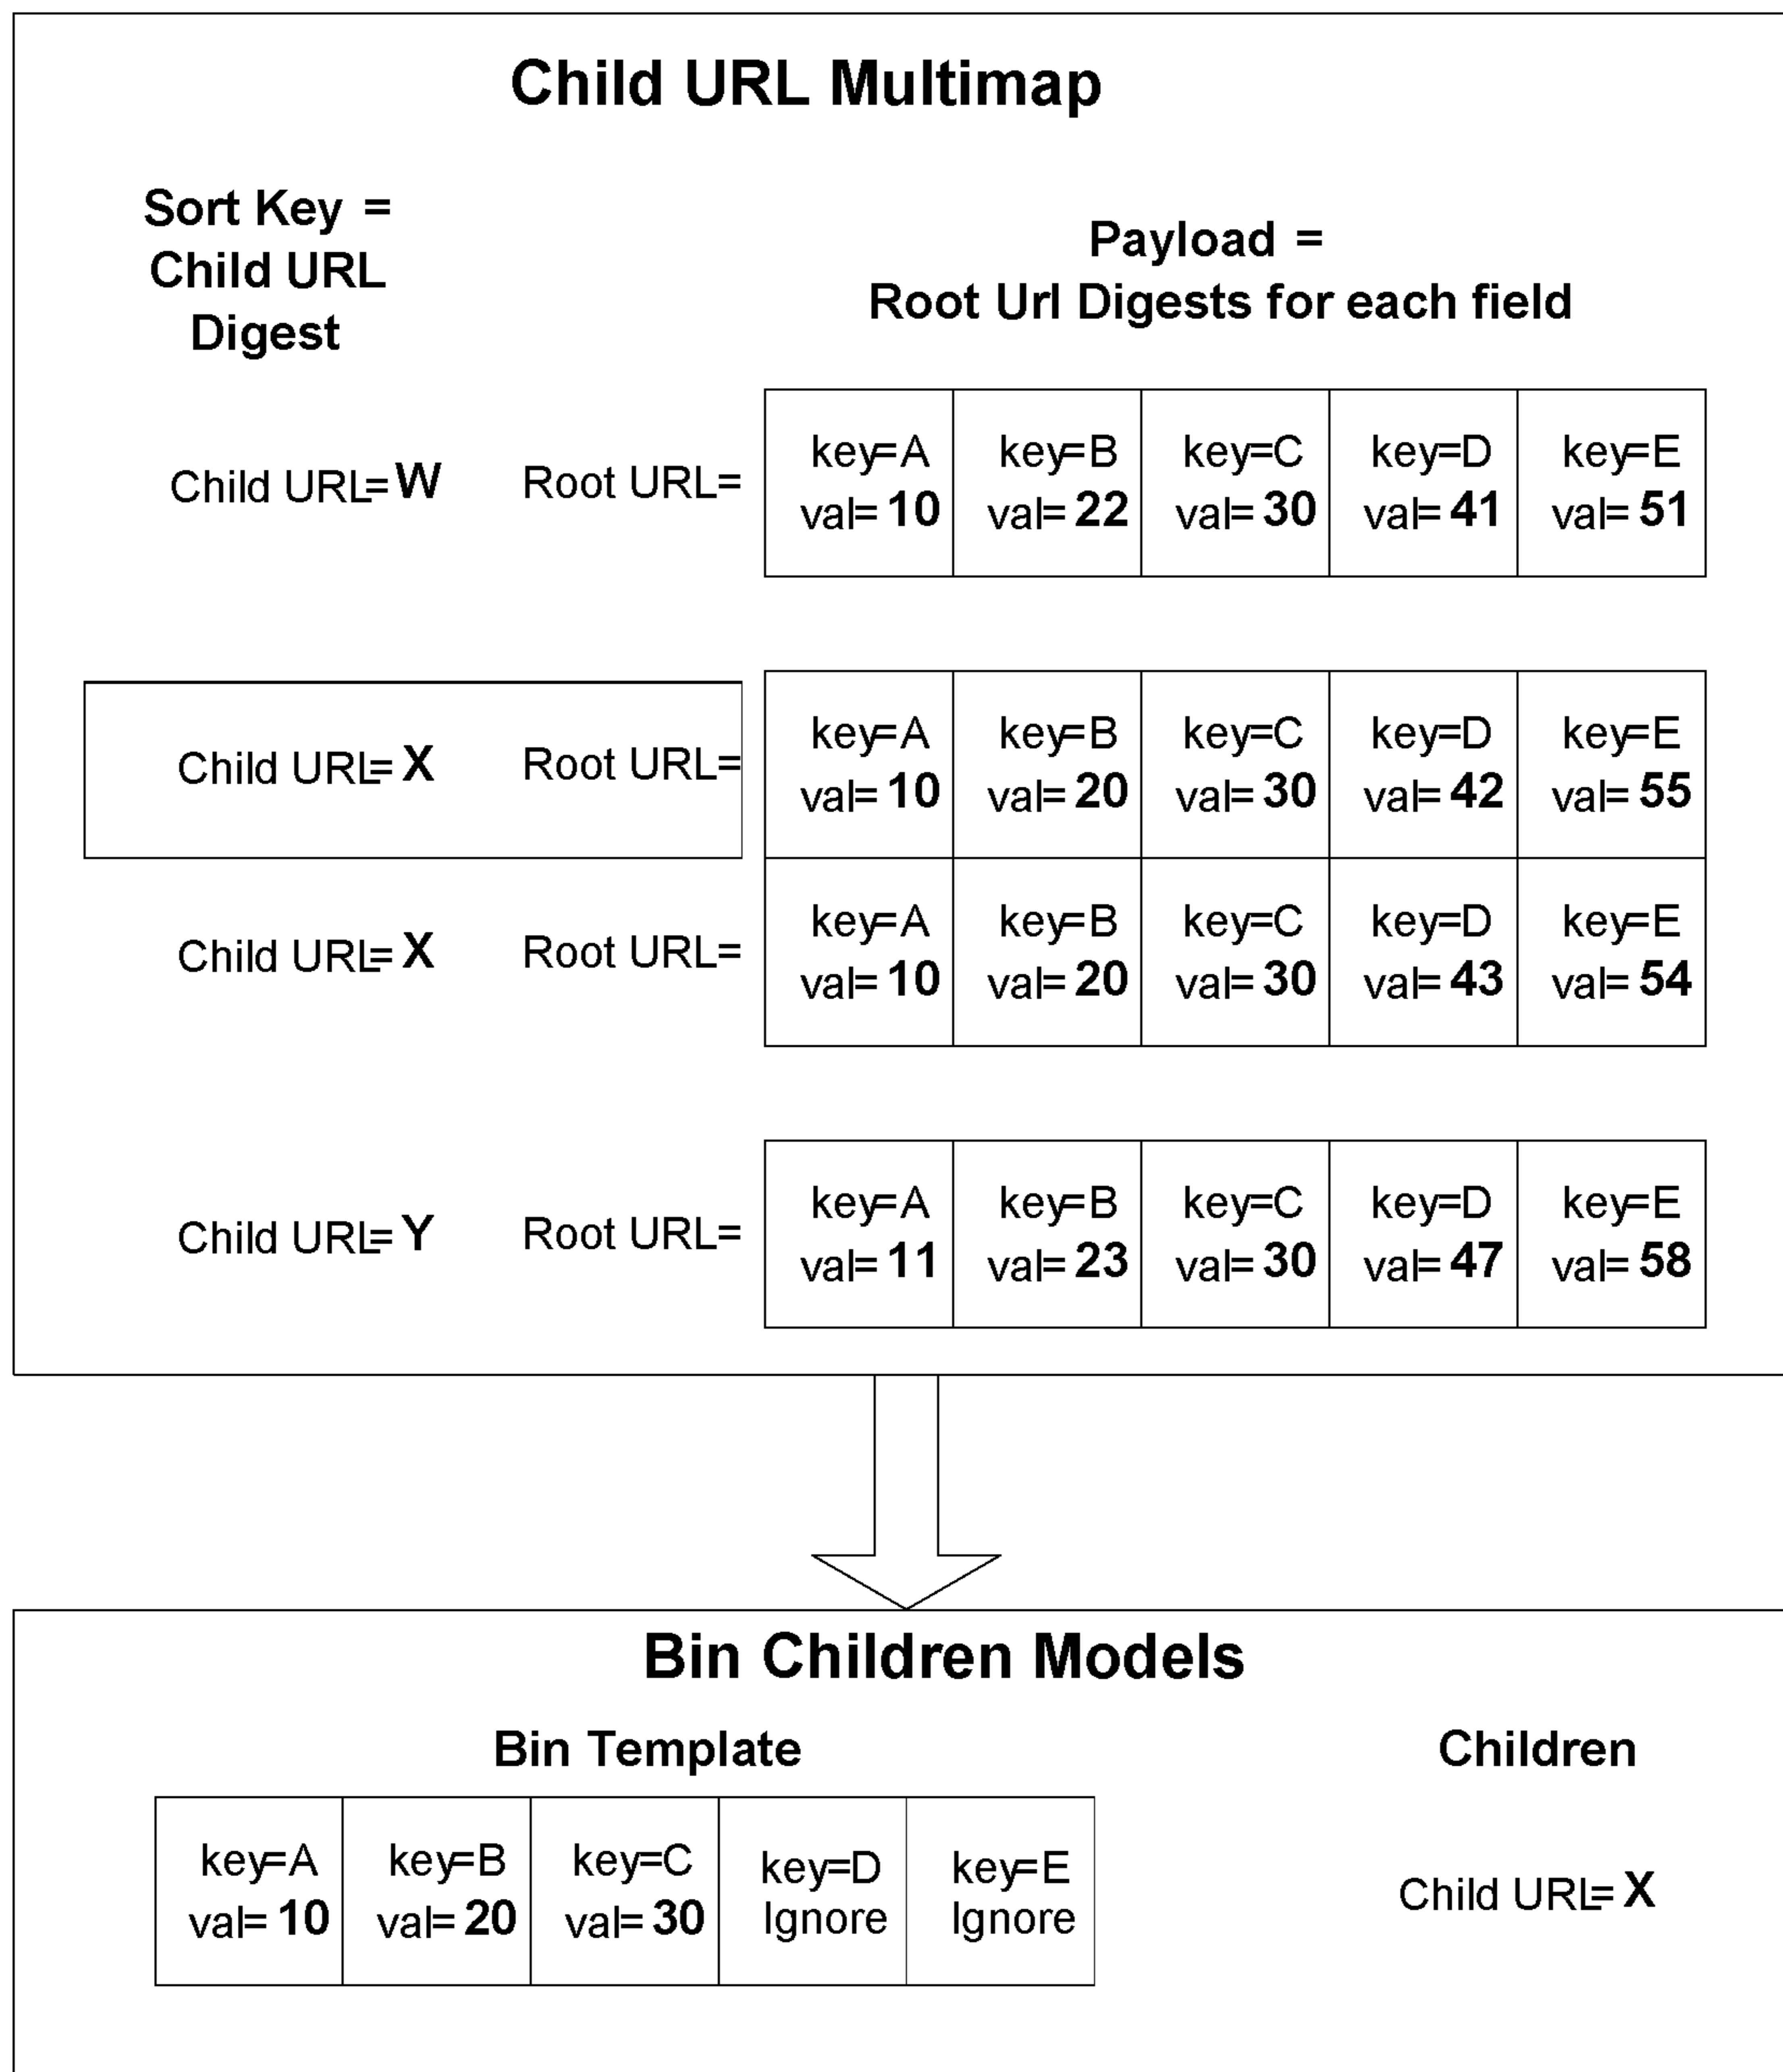 Child URL Multimap
Sort Key =
Child URL
Digest
Payload =
Root Url Digests for each field
Child URL= W Root URL=
key=A key=B key=C key=D key=E
val= 10 val= 22 val= 30 val= 41 val= 51
Child URL= X Root URL=
key=A key=B key=C key=D key=E
val= 10 val= 20 val= 30 val= 42 val= 55
Child URL= X Root URL=
key=A key=B key=C key=D key=E
val= 10 val= 20 val= 30 val= 43 val= 54
Child URL= Y Root URL=
key=A key=B key=C key=D key=E
val= 11 val= 23 val= 30 val= 47 val= 58
Bin Children Models
Bin Template
key=A key=B key=C key=D key=E
val= 10 val= 20 val= 30 Ignore Ignore
Children
Child URL= X